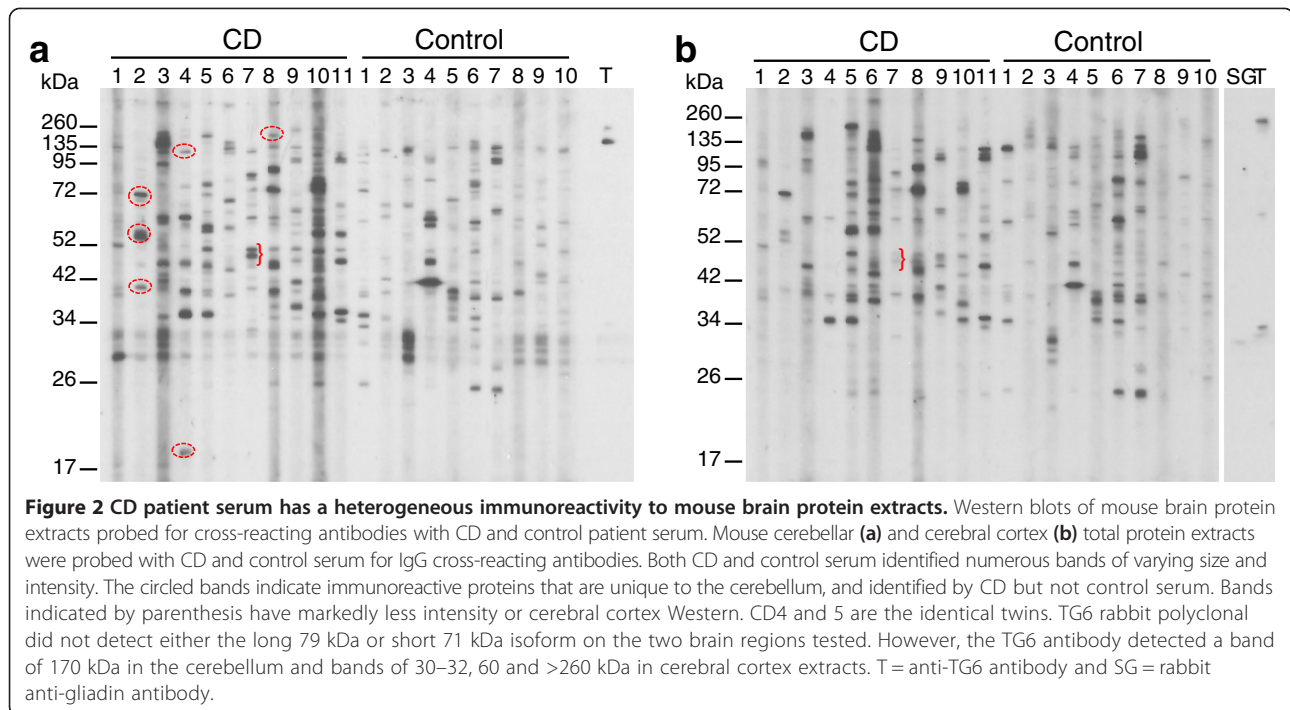 a CD Control
kDa 1 2 3 4 5 6 7 8 9 10 11 1 2 3 4 5 6 7 8 9 10 T
260
135
95
72
52
42
34
26
17
b CD Control
kDa 1 2 3 4 5 6 7 8 9 10 11 1 2 3 4 5 6 7 8 9 10 SG T
260
135
95
72
52
42
34
26
17
Figure 2 CD patient serum has a heterogeneous immunoreactivity to mouse brain protein extracts. Western blots of mouse brain protein
extracts probed for cross-reacting antibodies with CD and control patient serum. Mouse cerebellar (a) and cerebral cortex (b) total protein extracts
were probed with CD and control serum for IgG cross-reacting antibodies. Both CD and control serum identified numerous bands of varying size and
intensity. The circled bands indicate immunoreactive proteins that are unique to the cerebellum, and identified by CD but not control serum. Bands
indicated by parenthesis have markedly less intensity or cerebral cortex Western. CD4 and 5 are the identical twins. TG6 rabbit polyclonal
did not detect either the long 79 kDa or short 71 kDa isoform on the two brain regions tested. However, the TG6 antibody detected a band
of 170 kDa in the cerebellum and bands of 30–32, 60 and >260 kDa in cerebral cortex extracts. T = anti-TG6 antibody and SG = rabbit
anti-gliadin antibody.